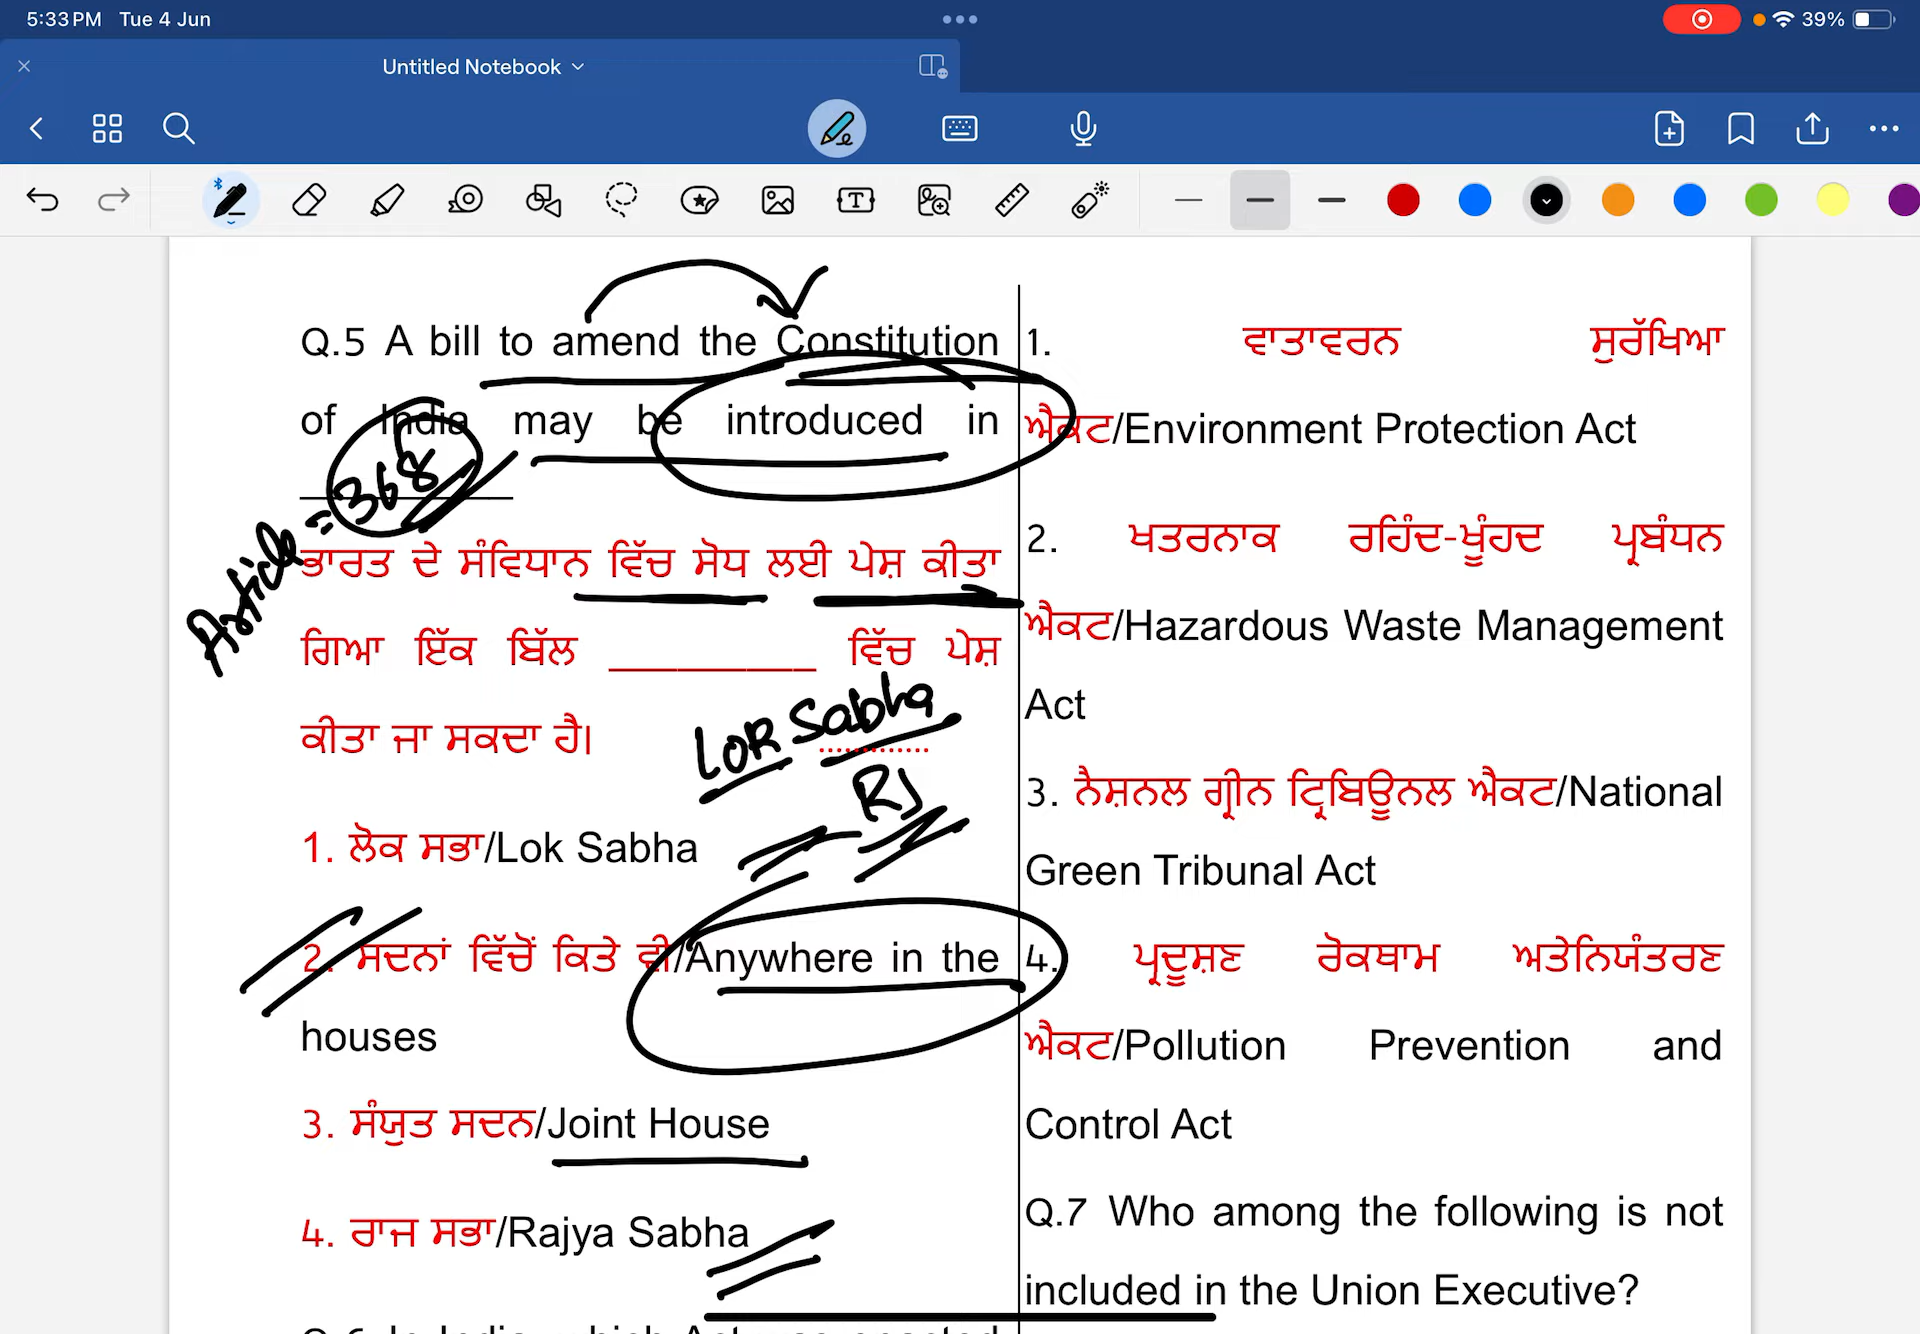 5:33 PM Tue 4 Jun
39%
Untitled Notebook
Q.5 A bill to amend the Constitution
of India may be introduced in
Article = 368
ਭਾਰਤ ਦੇ ਸੰਵਿਧਾਨ ਵਿੱਚ ਸੋਧ ਲਈ ਪੇਸ਼ ਕੀਤਾ
ਗਿਆ ਇੱਕ ਬਿੱਲ _________ ਵਿੱਚ ਪੇਸ਼
ਕੀਤਾ ਜਾ ਸਕਦਾ ਹੈ।
LOR Sabha
RJ
1. ਲੋਕ ਸਭਾ/Lok Sabha
2. ਸਦਨਾਂ ਵਿੱਚੋਂ ਕਿਤੇ ਵੀ/Anywhere in the
houses
3. ਸੰਯੁਤ ਸਦਨ/Joint House
4. ਰਾਜ ਸਭਾ/Rajya Sabha
1. ਵਾਤਾਵਰਨ ਸੁਰੱਖਿਆ
ਐਕਟ/Environment Protection Act
2. ਖਤਰਨਾਕ ਰਹਿੰਦ-ਖੂੰਹਦ ਪ੍ਰਬੰਧਨ
ਐਕਟ/Hazardous Waste Management
Act
3. ਨੈਸ਼ਨਲ ਗ੍ਰੀਨ ਟ੍ਰਿਬਿਊਨਲ ਐਕਟ/National
Green Tribunal Act
4. ਪ੍ਰਦੂਸ਼ਣ ਰੋਕਥਾਮ ਅਤੇਨਿਯੰਤਰਣ
ਐਕਟ/Pollution Prevention and
Control Act
Q.7 Who among the following is not
included in the Union Executive?